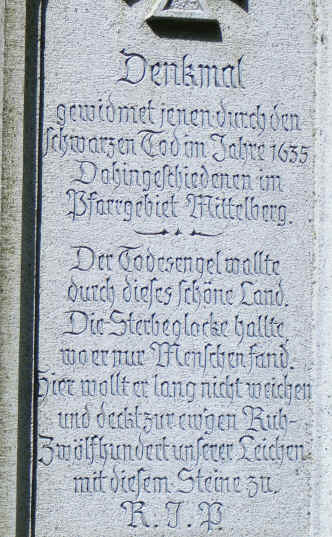 Denkmal
gewidmet jenen durch den
schwarzen Tod im Jahre 1635
Dahingeschiedenen im
Pfarrgebiet Mittelberg.
Der Todesengel wallte
durch dieses schöne Land.
Die Sterbeglocke hallte
wo er nur Menschen fand.
Hier wollt er lang nicht weichen
und deckt zur ew'gen Ruh-
Zwölfhundert unserer Leichen
mit diesem Steine zu.
R. I. P.